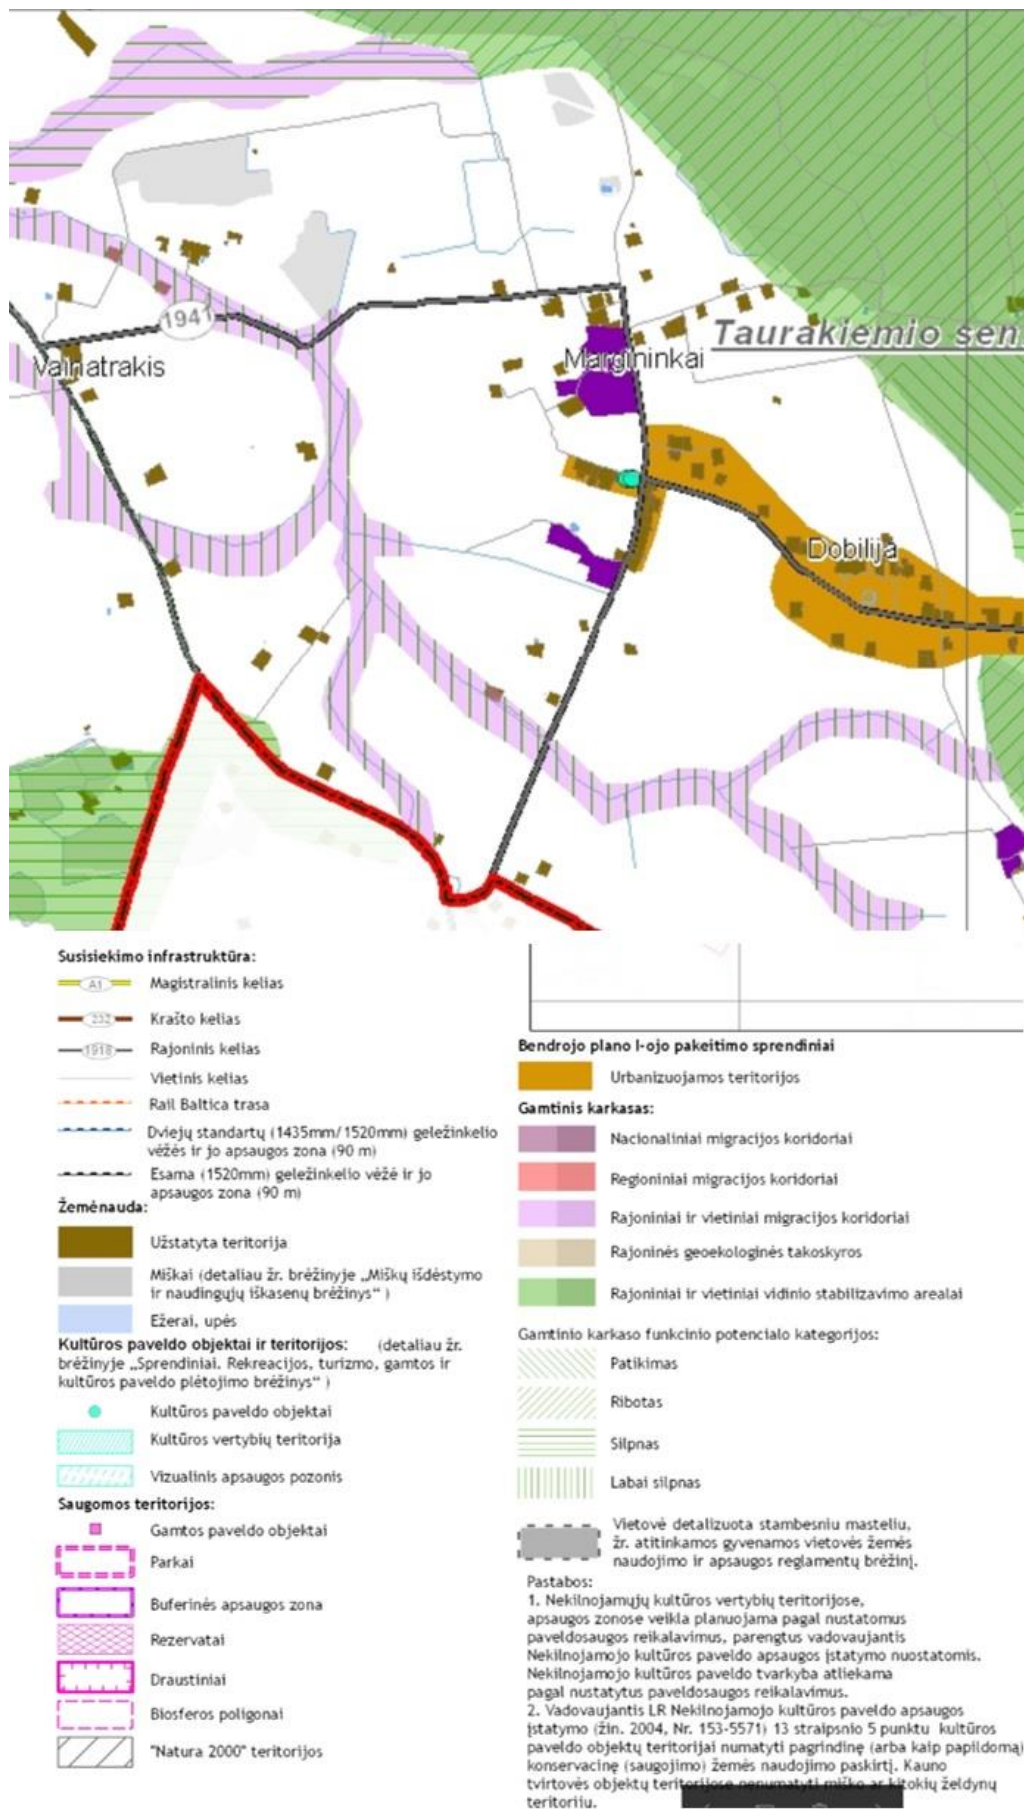 1941
Vainatrakis
Margininkai
Taurakiemio sen.
Dobilija
Susisiekimo infrastruktūra:
A1 Magistralinis kelias
232 Krašto kelias
1918 Rajoninis kelias
Vietinis kelias
Rail Baltica trasa
Dviejų standartų (1435mm/1520mm) geležinkelio
vėžės ir jo apsaugos zona (90 m)
Esama (1520mm) geležinkelio vėžė ir jo
apsaugos zona (90 m)
Žemėnauda:
Užstatyta teritorija
Miškai (detaliau žr. brėžinyje „Miškų išdėstymo
ir naudingųjų iškasenų brėžinys“ )
Ežerai, upės
Kultūros paveldo objektai ir teritorijos: (detaliau žr.
brėžinyje „Sprendiniai. Rekreacijos, turizmo, gamtos ir
kultūros paveldo plėtojimo brėžinys“ )
Kultūros paveldo objektai
Kultūros vertybių teritorija
Vizualinis apsaugos pozonis
Saugomos teritorijos:
Gamtos paveldo objektai
Parkai
Buferinės apsaugos zona
Rezervatai
Draustiniai
Biosferos poligonai
"Natura 2000" teritorijos
Bendrojo plano I-ojo pakeitimo sprendiniai
Urbanizuojamos teritorijos
Gamtinis karkasas:
Nacionaliniai migracijos koridoriai
Regioniniai migracijos koridoriai
Rajoniniai ir vietiniai migracijos koridoriai
Rajoninės geoekologinės takoskyros
Rajoniniai ir vietiniai vidinio stabilizavimo arealai
Gamtinio karkaso funkcinio potencialo kategorijos:
Patikimas
Ribotas
Silpnas
Labai silpnas
Vietovė detalizuota stambesniu masteliu,
žr. atitinkamos gyvenamos vietovės žemės
naudojimo ir apsaugos reglamentų brėžinį.
Pastabos:
1. Nekilnojamųjų kultūros vertybių teritorijose,
apsaugos zonose veikla planuojama pagal nustatomus
paveldosaugos reikalavimus, parengtus vadovaujantis
Nekilnojamojo kultūros paveldo apsaugos įstatymo nuostatomis.
Nekilnojamojo kultūros paveldo tvarkyba atliekama
pagal nustatytus paveldosaugos reikalavimus.
2. Vadovaujantis LR Nekilnojamojo kultūros paveldo apsaugos
įstatymo (žin. 2004, Nr. 153-5571) 13 straipsnio 5 punktu kultūros
paveldo objektų teritorijai numatyti pagrindinę (arba kaip papildomą)
konservacinę (saugojimo) žemės naudojimo paskirtį. Kauno
tvirtovės objektų teritorijose nenumatyti miško ar kitokių želdynų
teritorijų.